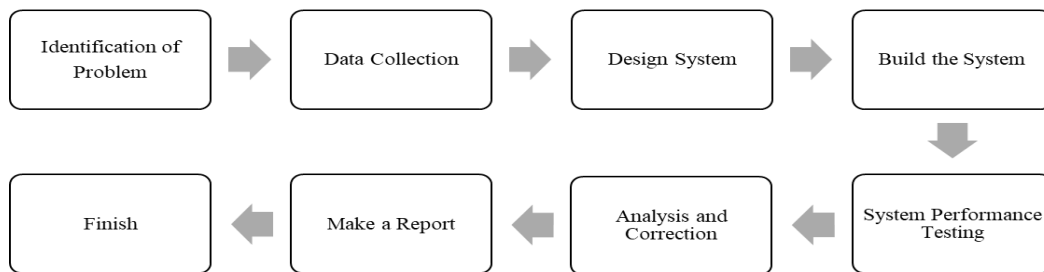 Identification of
Problem
Data Collection
Design System
Build the System
System Performance
Testing
Analysis and
Correction
Make a Report
Finish